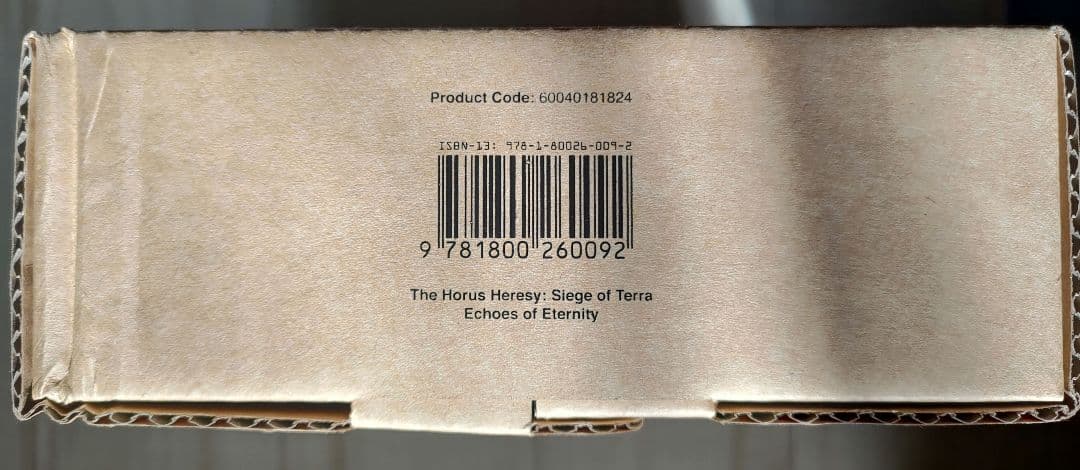 Product Code: 60040181824
ISBN-13: 978-1-80026-009-2
9 781800 260092
The Horus Heresy: Siege of Terra
Echoes of Eternity